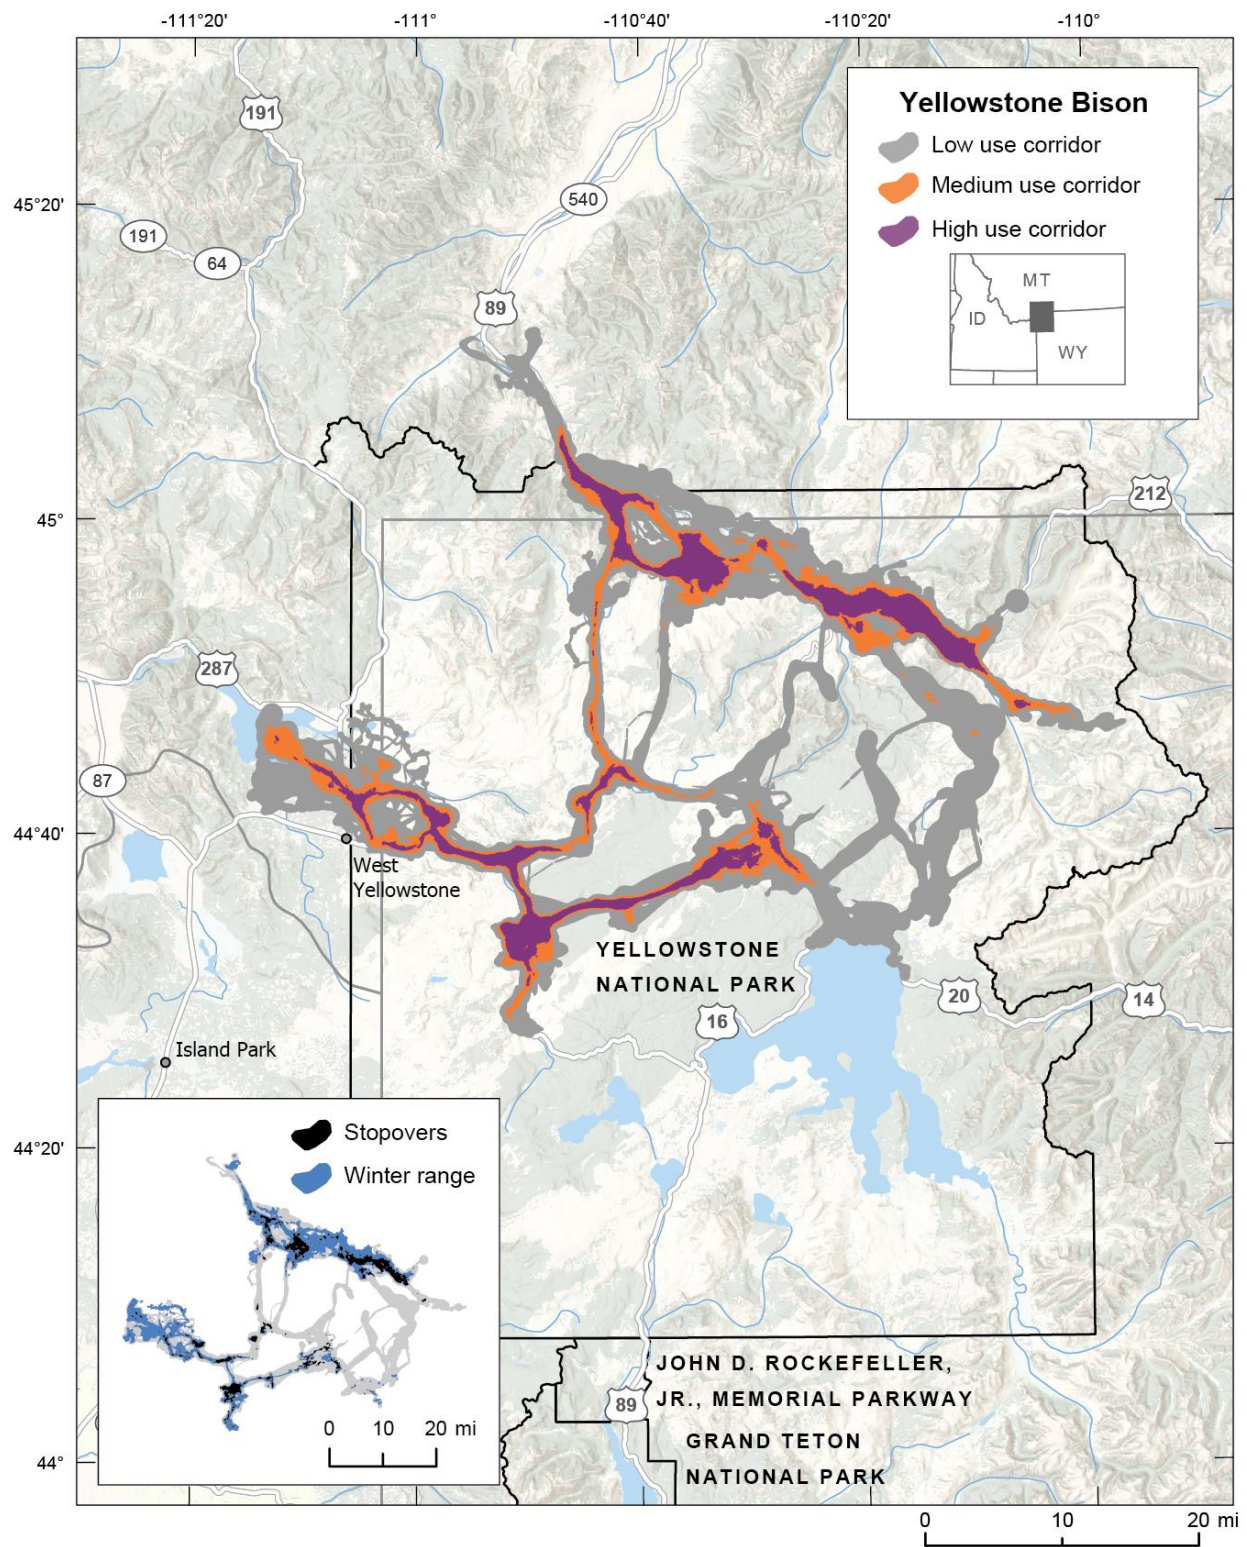 -111°20'
-111°
-110°40'
-110°20'
-110°
Yellowstone Bison
Low use corridor
Medium use corridor
High use corridor
MT
ID
WY
191
540
45°20'
191
64
89
212
45°
287
87
44°40'
West
Yellowstone
YELLOWSTONE
NATIONAL PARK
20
14
16
Island Park
Stopovers
Winter range
44°20'
0 10 20 mi
JOHN D. ROCKEFELLER,
JR., MEMORIAL PARKWAY
89
GRAND TETON
NATIONAL PARK
44°
0 10 20 mi